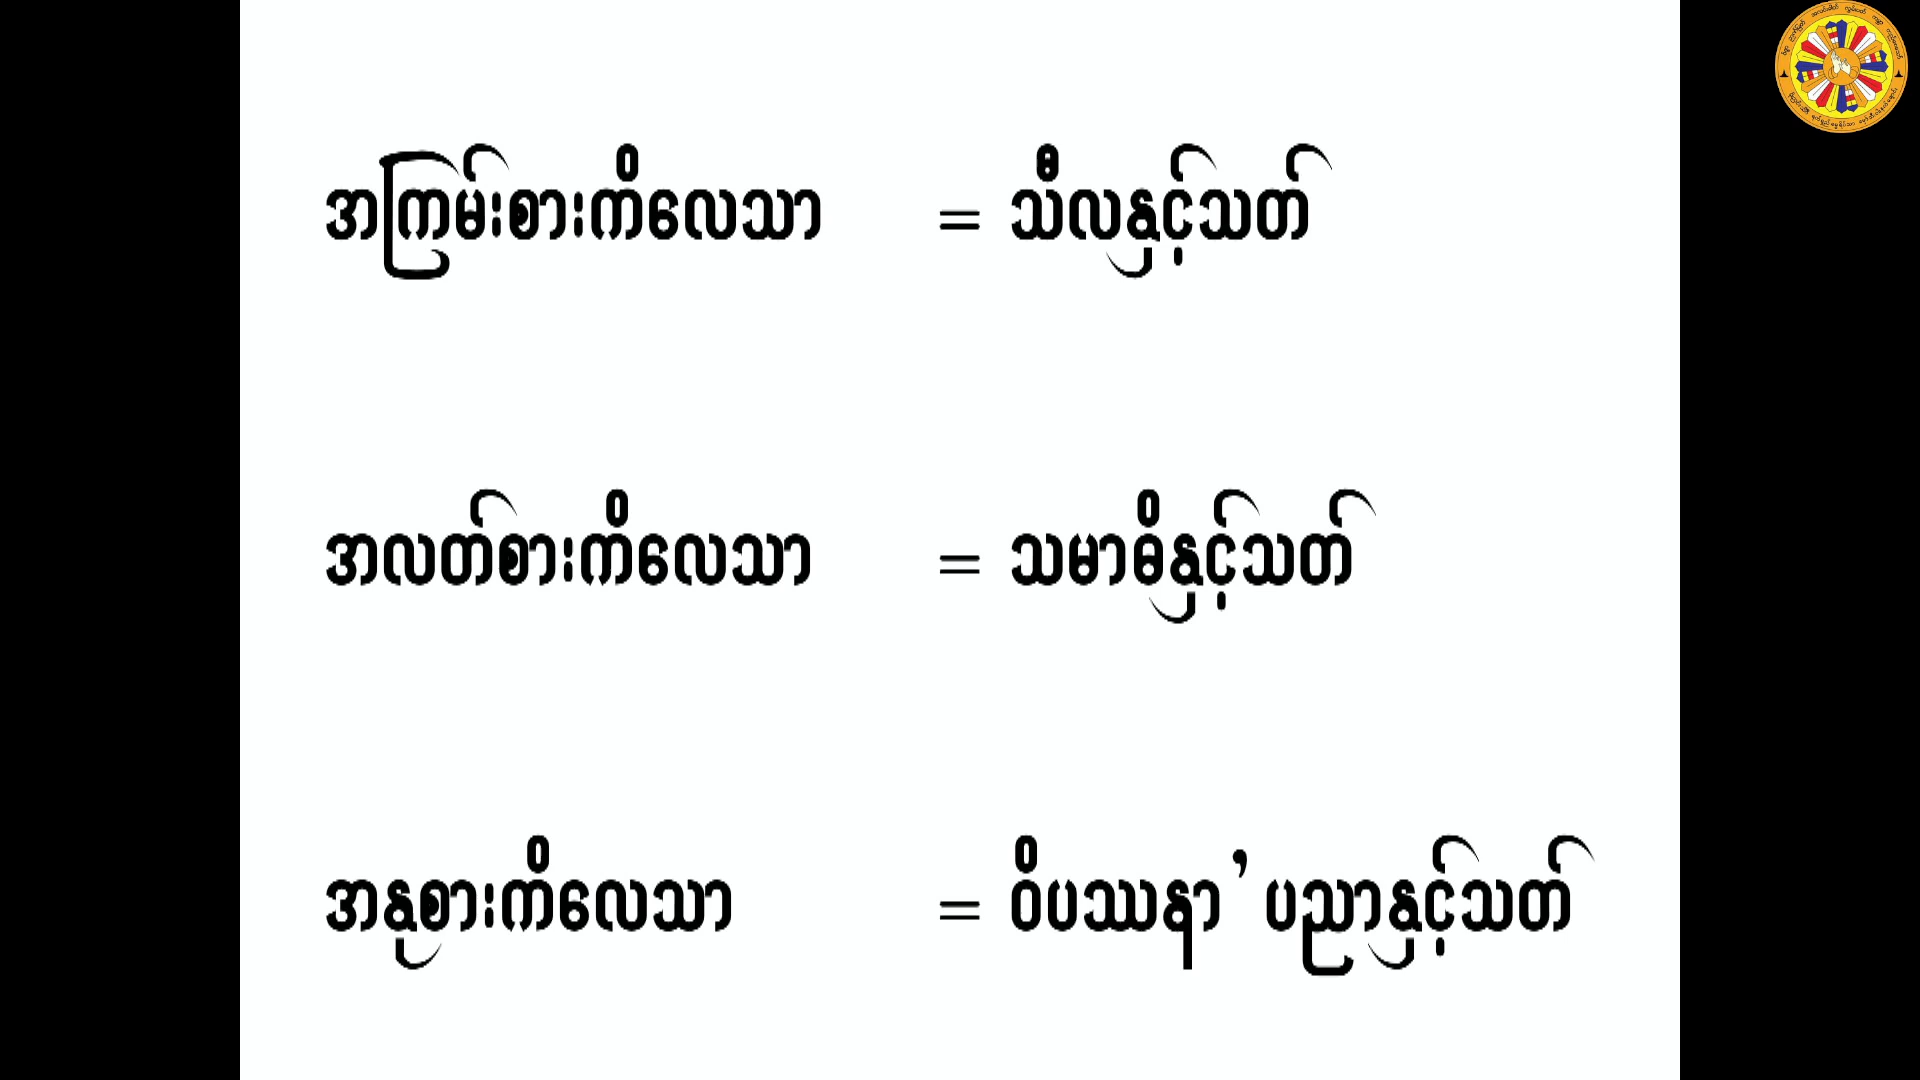 အကြမ်းစားကိလေသာ = သီလနှင့်သတ်
အလတ်စားကိလေသာ = သမာဓိနှင့်သတ်
အနုစားကိလေသာ = ဝိပဿနာ’ပညာနှင့်သတ်